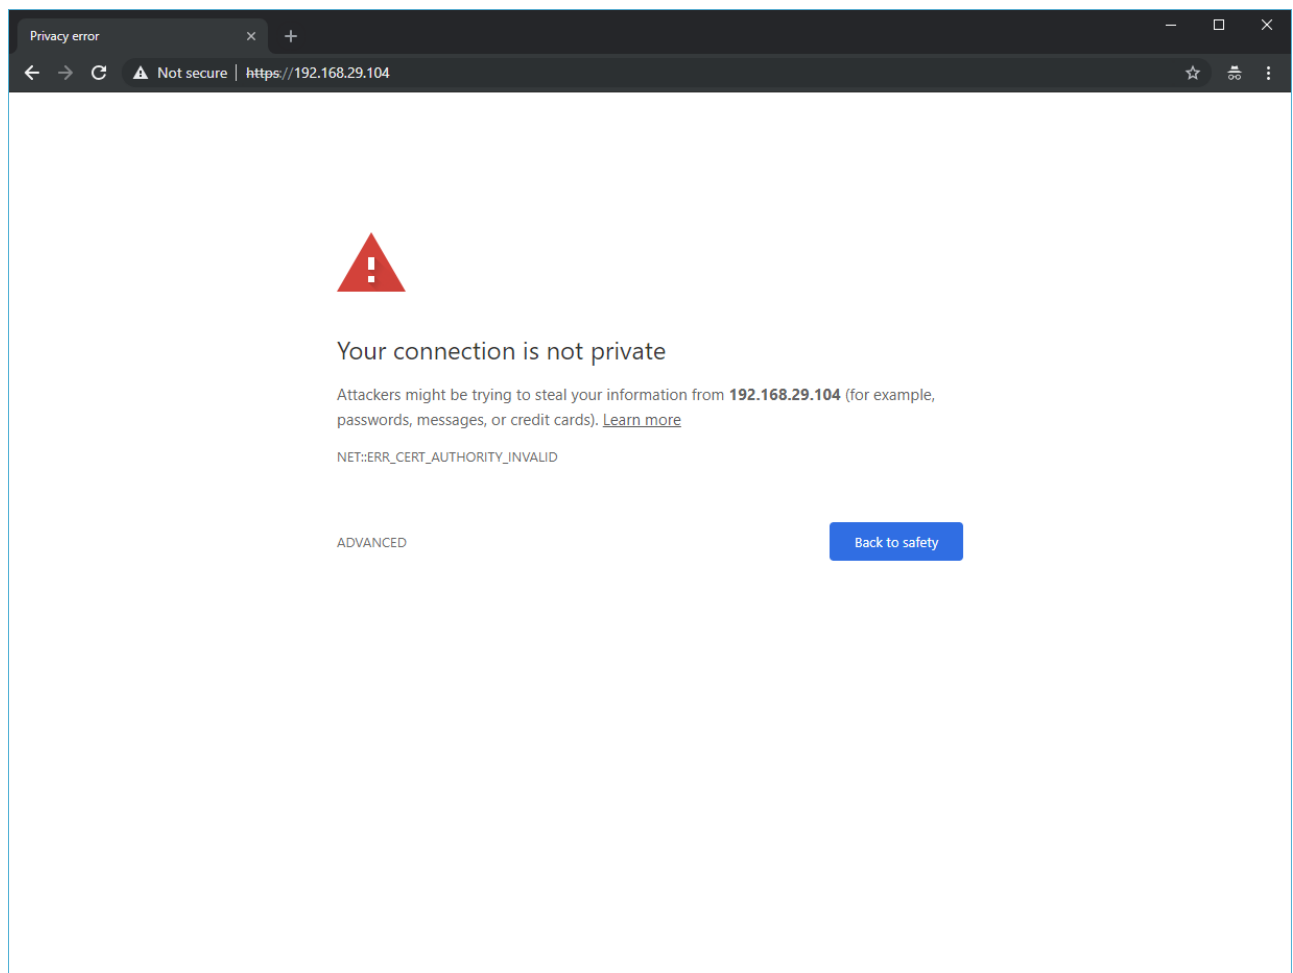 Privacy error
Not secure | https://192.168.29.104
Your connection is not private
Attackers might be trying to steal your information from 192.168.29.104 (for example,
passwords, messages, or credit cards). Learn more
NET::ERR_CERT_AUTHORITY_INVALID
ADVANCED
Back to safety